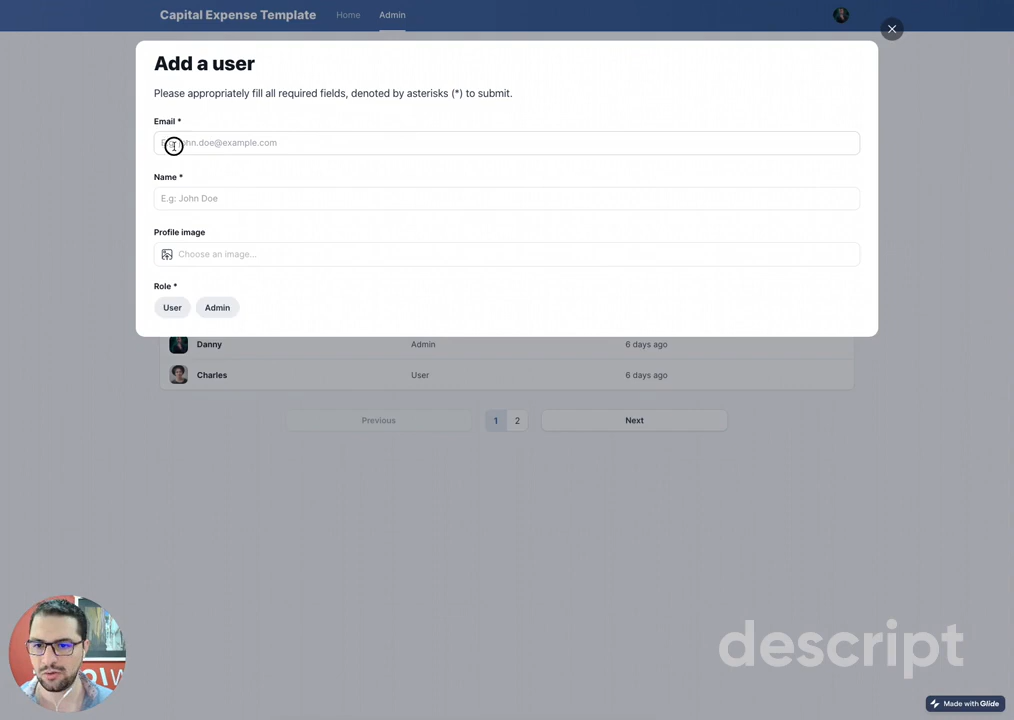 Capital Expense Template Home Admin
Add a user
Please appropriately fill all required fields, denoted by asterisks (*) to submit.
Email *
john.doe@example.com
Name *
E.g: John Doe
Profile image
Choose an image...
Role *
User Admin
Danny Admin 6 days ago
Charles User 6 days ago
Previous 1 2 Next
descript
Made with Glide